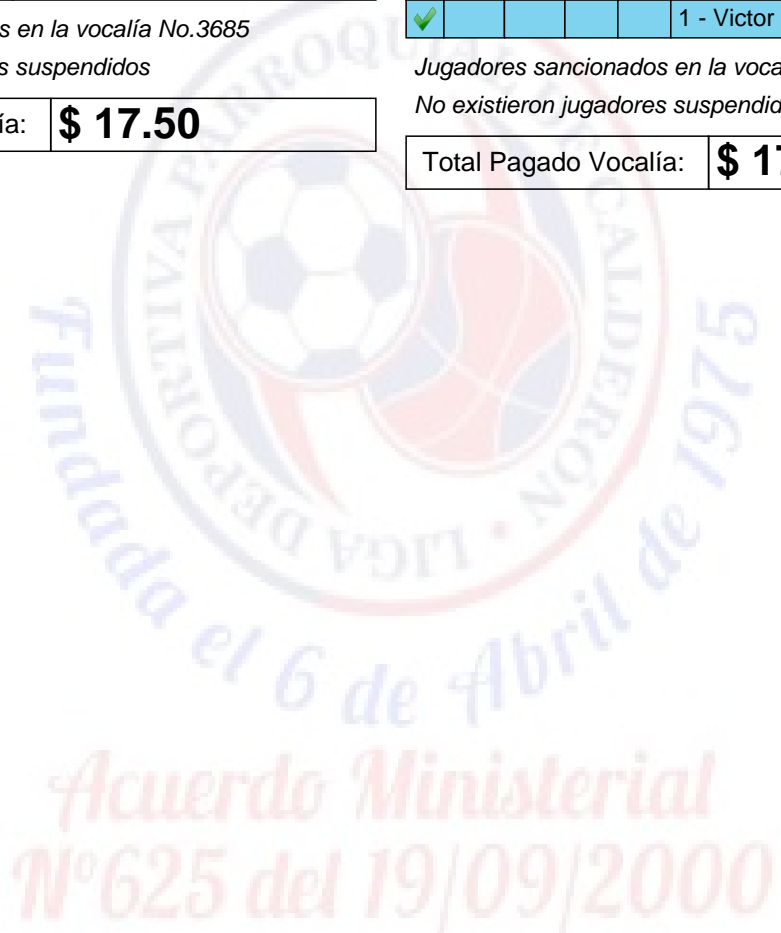 s en la vocalía No.3685
s suspendidos
ía: $ 17.50
1 - Victor
Jugadores sancionados en la voca
No existieron jugadores suspendid
Total Pagado Vocalía: $ 17
LIGA DEPORTIVA PARROQUIAL DE CALDERÓN
Fundada el 6 de Abril de 1975
Acuerdo Ministerial
N°625 del 19/09/2000